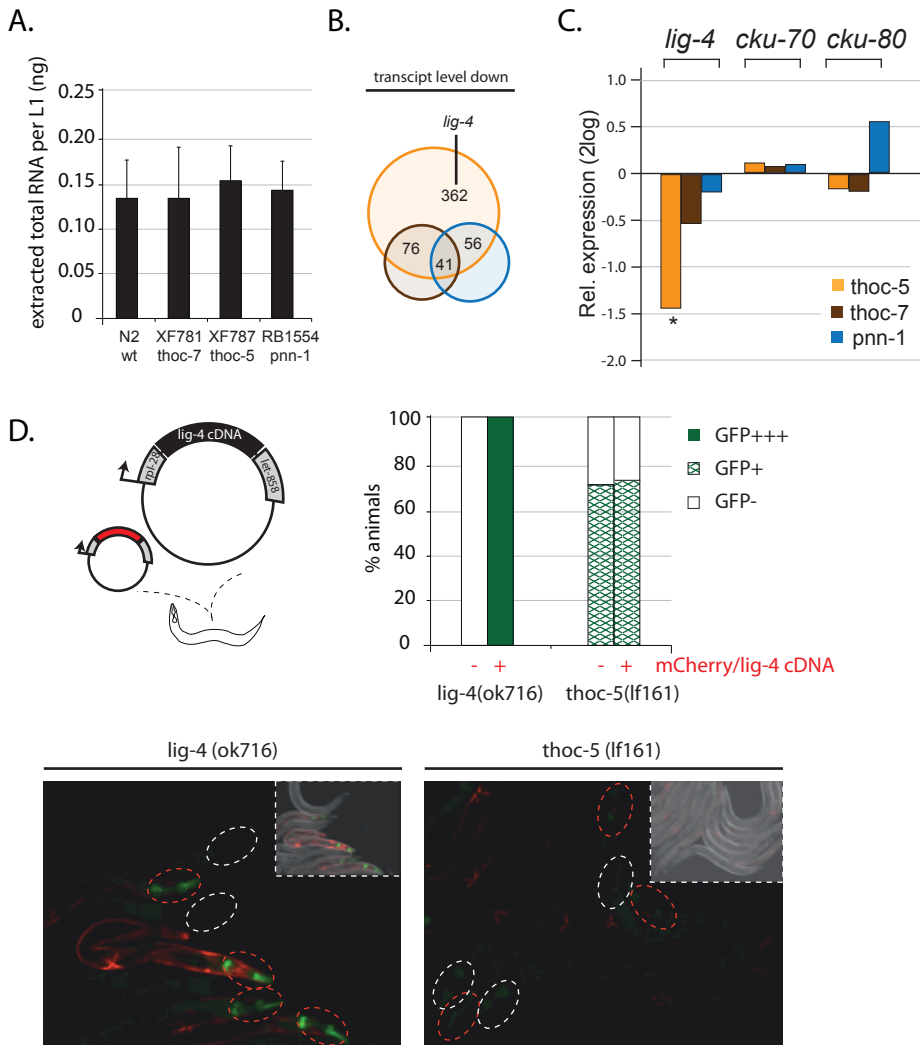 A.
extracted total RNA per L1 (ng)
0.25
0.20
0.15
0.10
0.05
0
N2
wt
XF781
thoc-7
XF787
thoc-5
RB1554
pnn-1
B.
transcipt level down
lig-4
362
76
56
41
C.
lig-4 cku-70 cku-80
Rel. expression (2log)
1.0
0.5
0
-0.5
-1.0
-1.5
-2.0
*
thoc-5
thoc-7
pnn-1
D.
lig-4 cDNA
rpl-28
let-858
% animals
100
80
60
40
20
0
GFP+++
GFP+
GFP-
- + - + mCherry/lig-4 cDNA
lig-4(ok716) thoc-5(lf161)
lig-4 (ok716)
thoc-5 (lf161)